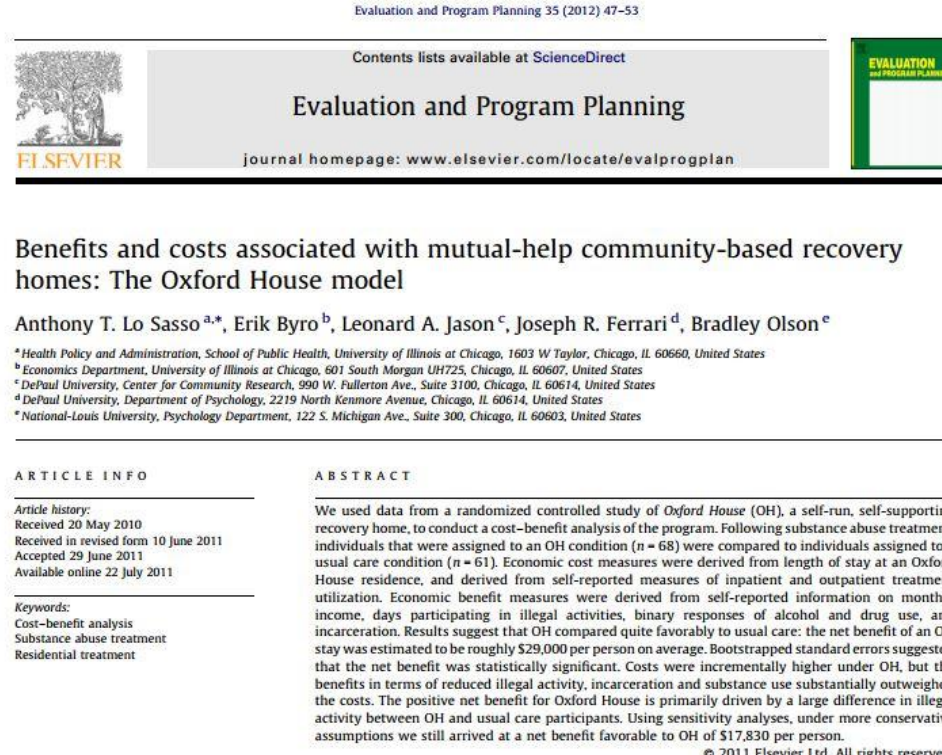 Evaluation and Program Planning 35 (2012) 47–53
Contents lists available at ScienceDirect
Evaluation and Program Planning
journal homepage: www.elsevier.com/locate/evalprogplan
ELSEVIER
EVALUATION
and PROGRAM PLANNING
Benefits and costs associated with mutual-help community-based recovery
homes: The Oxford House model
Anthony T. Lo Sasso a,*, Erik Byro b, Leonard A. Jason c, Joseph R. Ferrari d, Bradley Olson e
a Health Policy and Administration, School of Public Health, University of Illinois at Chicago, 1603 W Taylor, Chicago, IL 60660, United States
b Economics Department, University of Illinois at Chicago, 601 South Morgan UH725, Chicago, IL 60607, United States
c DePaul University, Center for Community Research, 990 W. Fullerton Ave., Suite 3100, Chicago, IL 60614, United States
d DePaul University, Department of Psychology, 2219 North Kenmore Avenue, Chicago, IL 60614, United States
e National-Louis University, Psychology Department, 122 S. Michigan Ave., Suite 300, Chicago, IL 60603, United States
ARTICLE INFO
Article history:
Received 20 May 2010
Received in revised form 10 June 2011
Accepted 29 June 2011
Available online 22 July 2011
Keywords:
Cost–benefit analysis
Substance abuse treatment
Residential treatment
ABSTRACT
We used data from a randomized controlled study of Oxford House (OH), a self-run, self-supportin
recovery home, to conduct a cost–benefit analysis of the program. Following substance abuse treatmen
individuals that were assigned to an OH condition (n = 68) were compared to individuals assigned to
usual care condition (n = 61). Economic cost measures were derived from length of stay at an Oxfor
House residence, and derived from self-reported measures of inpatient and outpatient treatme
utilization. Economic benefit measures were derived from self-reported information on month
income, days participating in illegal activities, binary responses of alcohol and drug use, an
incarceration. Results suggest that OH compared quite favorably to usual care: the net benefit of an O
stay was estimated to be roughly $29,000 per person on average. Bootstrapped standard errors suggeste
that the net benefit was statistically significant. Costs were incrementally higher under OH, but th
benefits in terms of reduced illegal activity, incarceration and substance use substantially outweighe
the costs. The positive net benefit for Oxford House is primarily driven by a large difference in illeg
activity between OH and usual care participants. Using sensitivity analyses, under more conservativ
assumptions we still arrived at a net benefit favorable to OH of $17,830 per person.
© 2011 Elsevier Ltd. All rights reserve